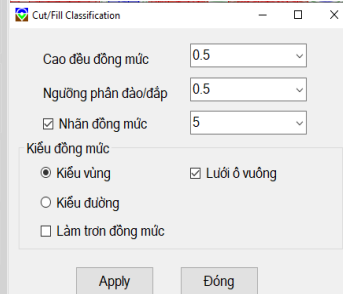 Cut/Fill Classification
Cao đều đồng mức 0.5
Ngưỡng phân đào/đắp 0.5
Nhãn đồng mức 5
Kiểu đồng mức
Kiểu vùng Lưới ô vuông
Kiểu đường
Làm trơn đồng mức
Apply Đóng